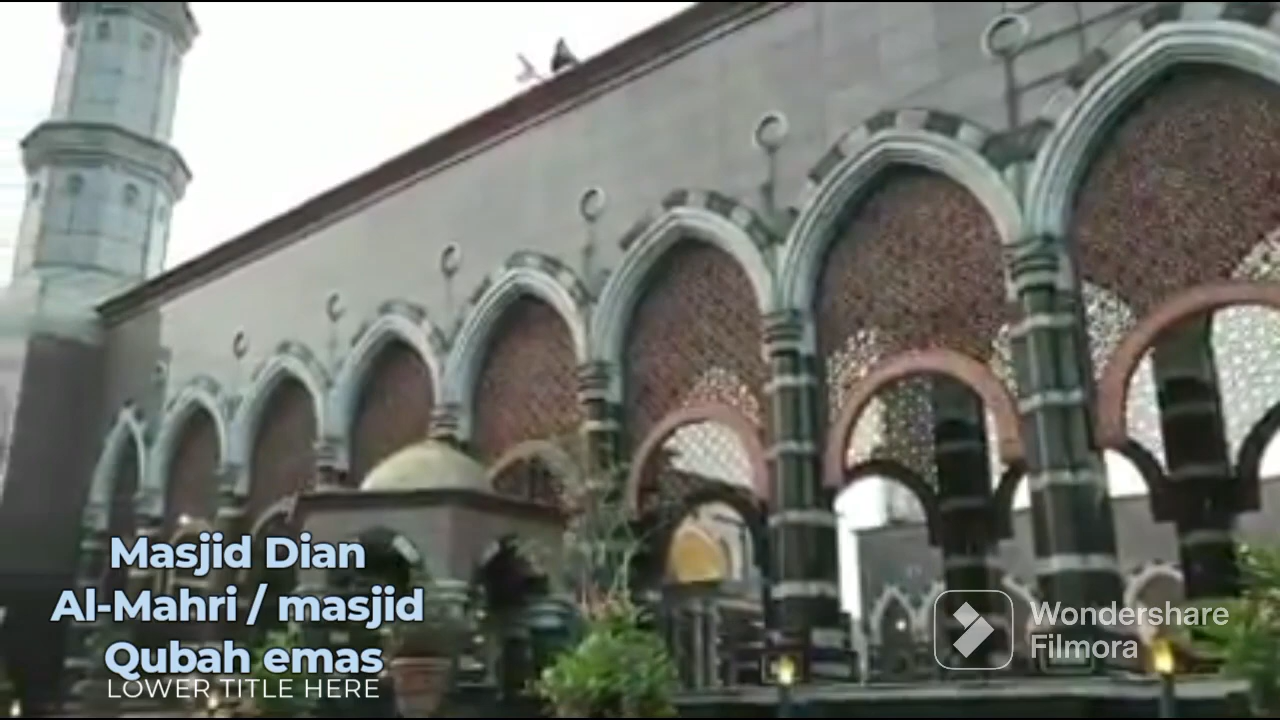 Masjid Dian
Al-Mahri / masjid
Qubah emas
LOWER TITLE HERE
Wondershare
Filmora